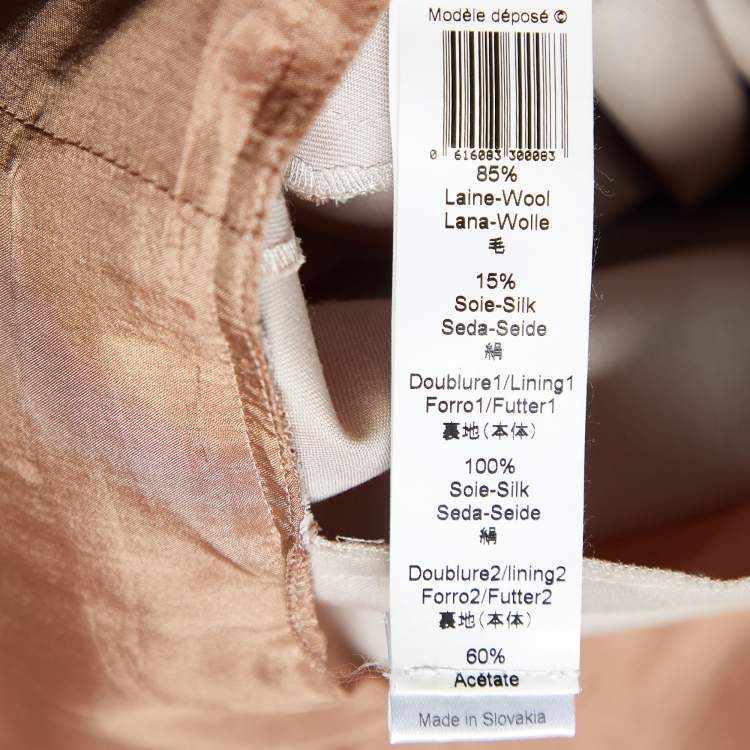 Modèle déposé ©
0 616083 300083
85%
Laine-Wool
Lana-Wolle
毛
15%
Soie-Silk
Seda-Seide
絹
Doublure1/Lining1
Forro1/Futter1
裏地(本体)
100%
Soie-Silk
Seda-Seide
絹
Doublure2/lining2
Forro2/Futter2
裏地(本体)
60%
Acétate
Made in Slovakia